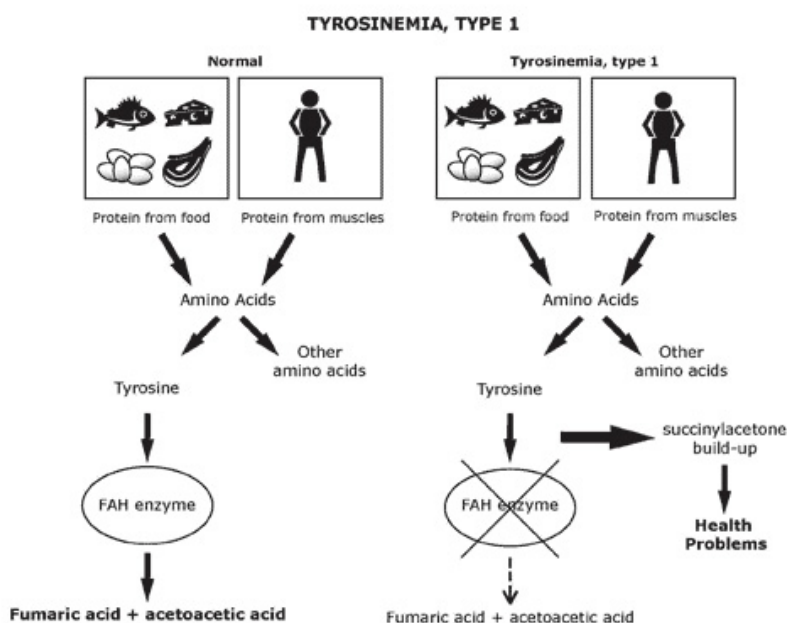 TYROSINEMIA, TYPE 1
Normal
Protein from food
Protein from muscles
Amino Acids
Other
amino acids
Tyrosine
FAH enzyme
Fumaric acid + acetoacetic acid
Tyrosinemia, type 1
Protein from food
Protein from muscles
Amino Acids
Other
amino acids
Tyrosine
succinylacetone
build-up
FAH enzyme
Health
Problems
Fumaric acid + acetoacetic acid